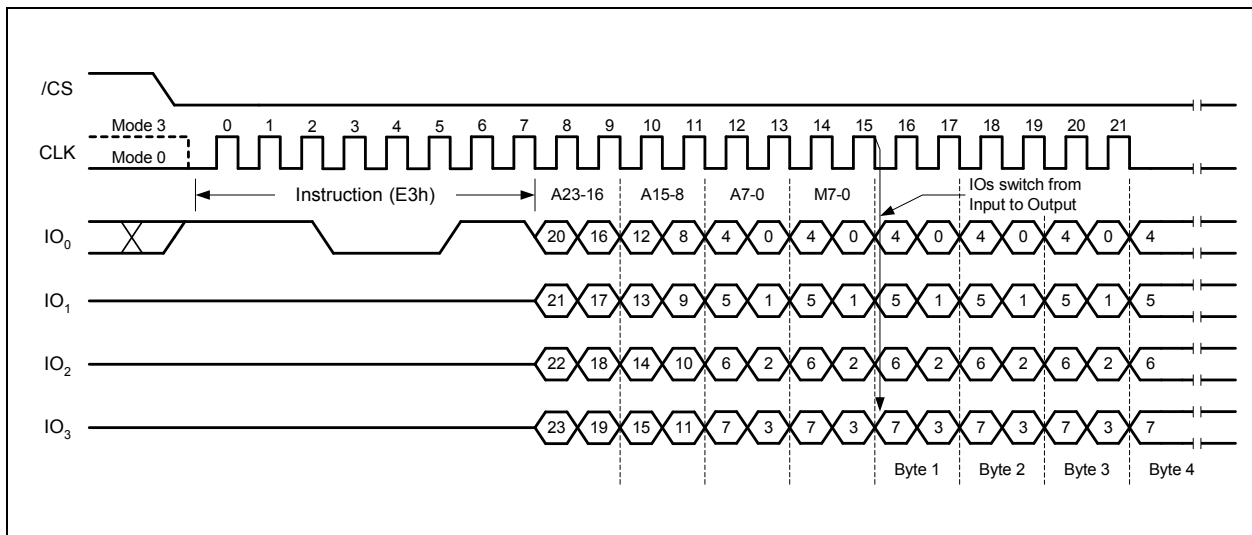 /CS
Mode 3 0 1 2 3 4 5 6 7 8 9 10 11 12 13 14 15 16 17 18 19 20 21
CLK Mode 0
Instruction (E3h) A23-16 A15-8 A7-0 M7-0 IOs switch from
Input to Output
IO0 20 16 12 8 4 0 4 0 4 0 4 0 4 0 4
IO1 21 17 13 9 5 1 5 1 5 1 5 1 5 1 5
IO2 22 18 14 10 6 2 6 2 6 2 6 2 6 2 6
IO3 23 19 15 11 7 3 7 3 7 3 7 3 7 3 7
Byte 1 Byte 2 Byte 3 Byte 4